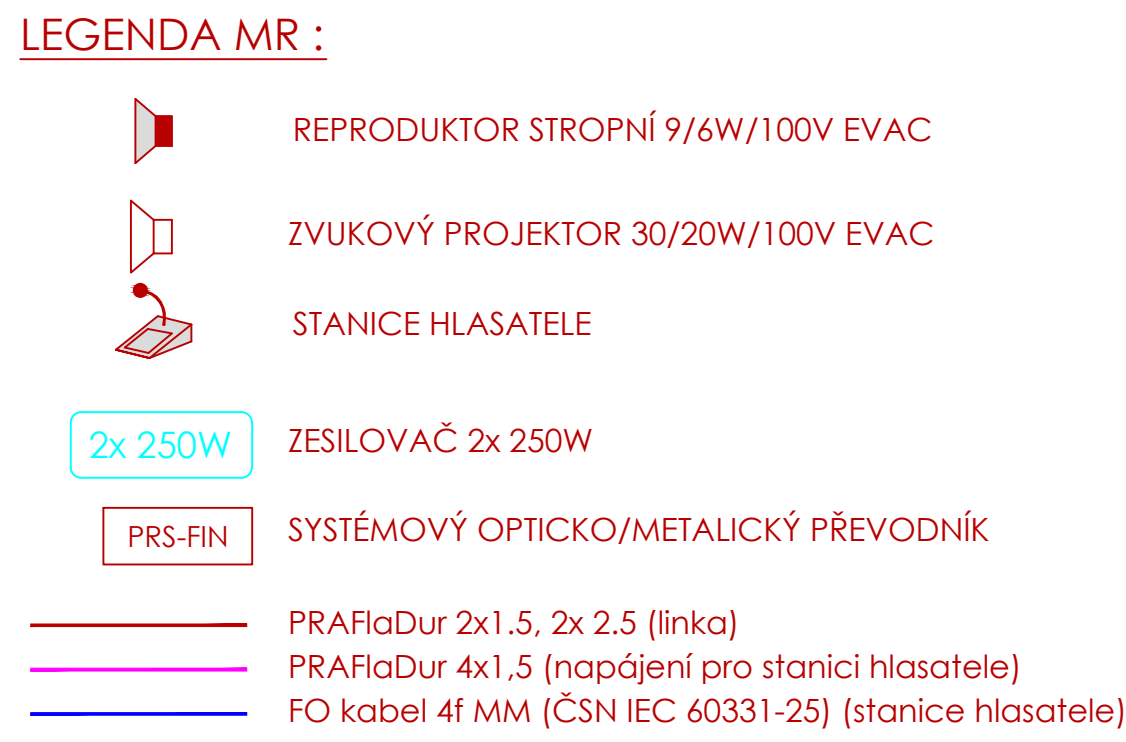 LEGENDA MR :
REPRODUKTOR STROPNÍ 9/6W/100V EVAC
ZVUKOVÝ PROJEKTOR 30/20W/100V EVAC
STANICE HLASATELE
2x 250W ZESILOVAČ 2x 250W
PRS-FIN SYSTÉMOVÝ OPTICKO/METALICKÝ PŘEVODNÍK
PRAFlaDur 2x1.5, 2x 2.5 (linka)
PRAFlaDur 4x1,5 (napájení pro stanici hlasatele)
FO kabel 4f MM (ČSN IEC 60331-25) (stanice hlasatele)